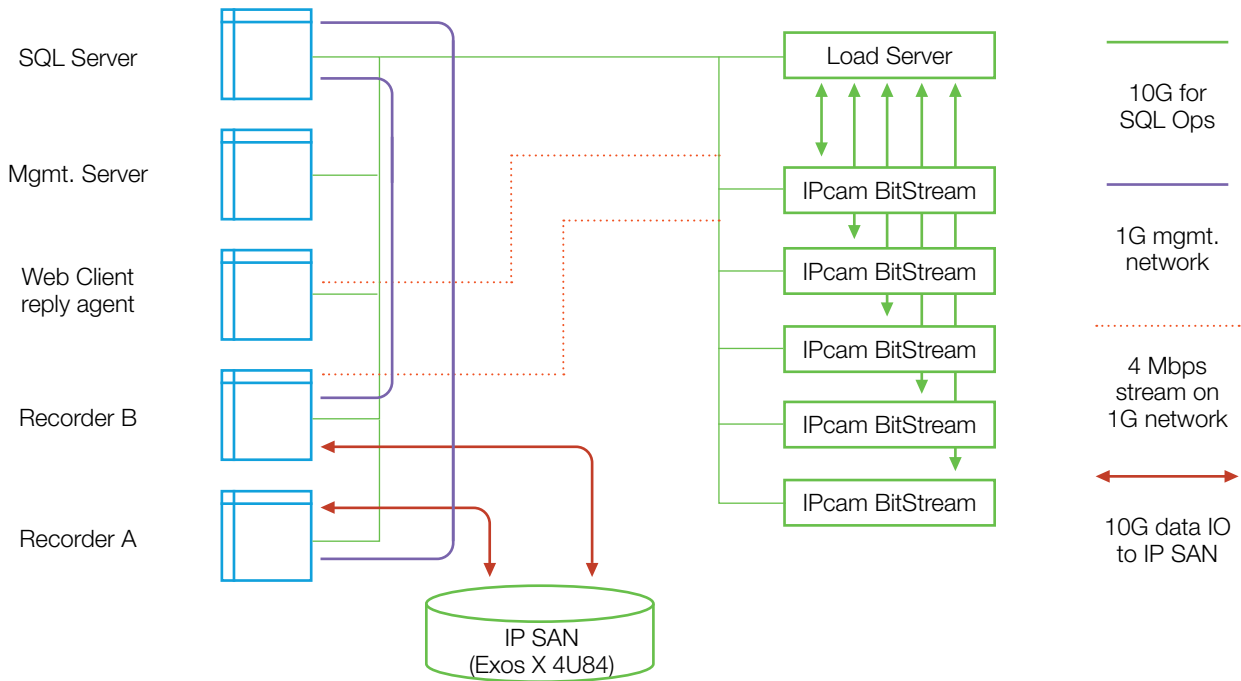 SQL Server
Mgmt. Server
Web Client
reply agent
Recorder B
Recorder A
IP SAN
(Exos X 4U84)
Load Server
IPcam BitStream
IPcam BitStream
IPcam BitStream
IPcam BitStream
IPcam BitStream
10G for
SQL Ops
1G mgmt.
network
4 Mbps
stream on
1G network
10G data IO
to IP SAN